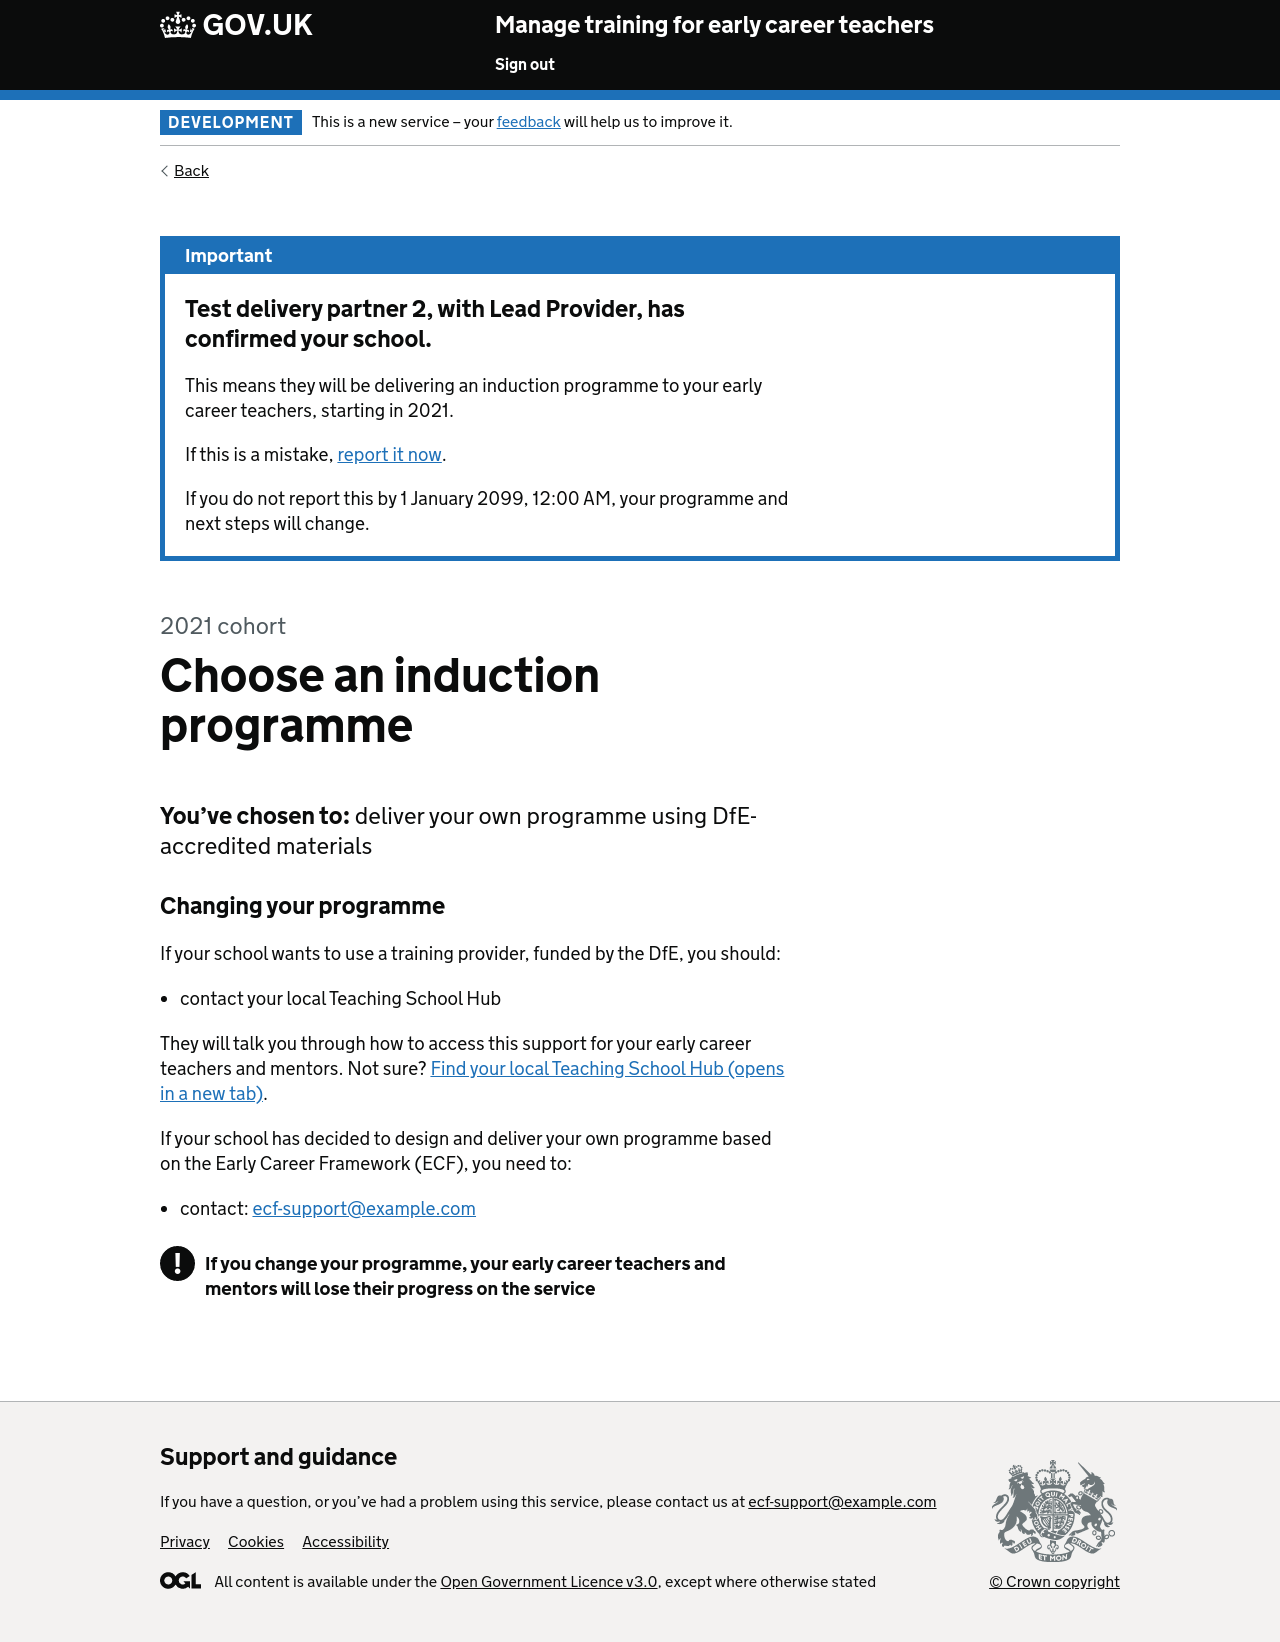 GOV.UK
Manage training for early career teachers
Sign out
DEVELOPMENT
This is a new service – your feedback will help us to improve it.
Back
Important
Test delivery partner 2, with Lead Provider, has
confirmed your school.
This means they will be delivering an induction programme to your early
career teachers, starting in 2021.
If this is a mistake, report it now.
If you do not report this by 1 January 2099, 12:00 AM, your programme and
next steps will change.
2021 cohort
Choose an induction
programme
You’ve chosen to: deliver your own programme using DfE-
accredited materials
Changing your programme
If your school wants to use a training provider, funded by the DfE, you should:
• contact your local Teaching School Hub
They will talk you through how to access this support for your early career
teachers and mentors. Not sure? Find your local Teaching School Hub (opens
in a new tab).
If your school has decided to design and deliver your own programme based
on the Early Career Framework (ECF), you need to:
• contact: ecf-support@example.com
! If you change your programme, your early career teachers and
mentors will lose their progress on the service
Support and guidance
If you have a question, or you’ve had a problem using this service, please contact us at ecf-support@example.com
Privacy Cookies Accessibility
OGL All content is available under the Open Government Licence v3.0, except where otherwise stated
DIEU ET MON DROIT
© Crown copyright